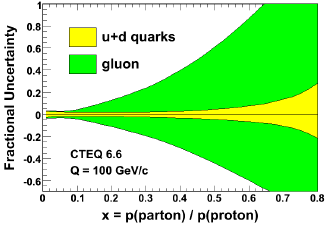 1
0.8
0.6
0.4
0.2
0
-0.2
-0.4
-0.6
Fractional Uncertainty
u+d quarks
gluon
CTEQ 6.6
Q = 100 GeV/c
0 0.1 0.2 0.3 0.4 0.5 0.6 0.7 0.8
x = p(parton) / p(proton)